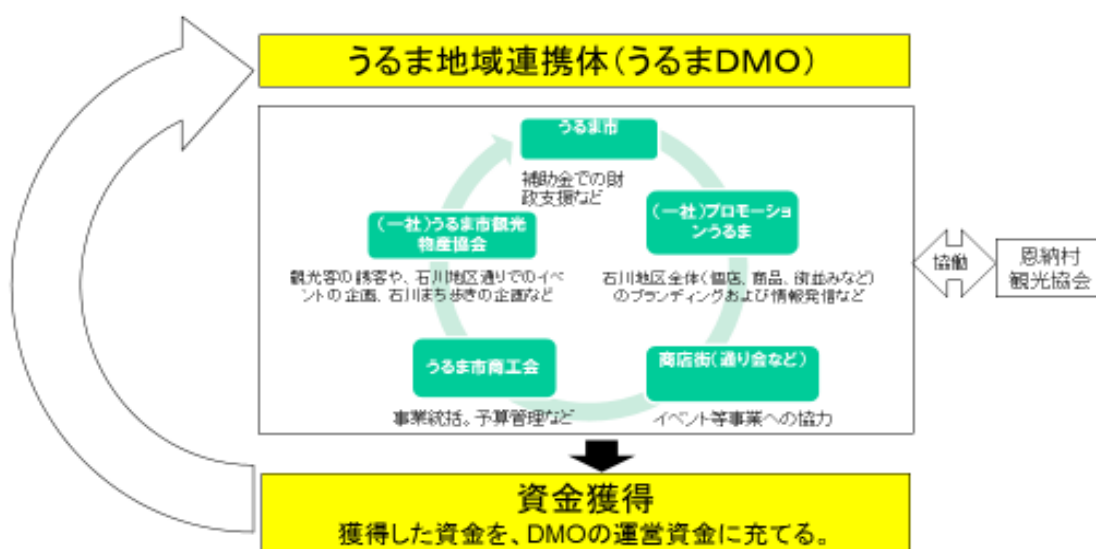 うるま地域連携体(うるまDMO)
うるま市
補助金での財
政支援など
(一社)プロモーショ
ンうるま
石川地区全体(個店、商品、街並みなど)
のブランディングおよび情報発信など
商店街(通り会など)
イベント等事業への協力
うるま市商工会
事業統括。予算管理など
(一社)うるま市観光
物産協会
観光客の誘客や、石川地区通りでのイベ
ントの企画、石川まち歩きの企画など
協働
恩納村
観光協会
資金獲得
獲得した資金を、DMOの運営資金に充てる。